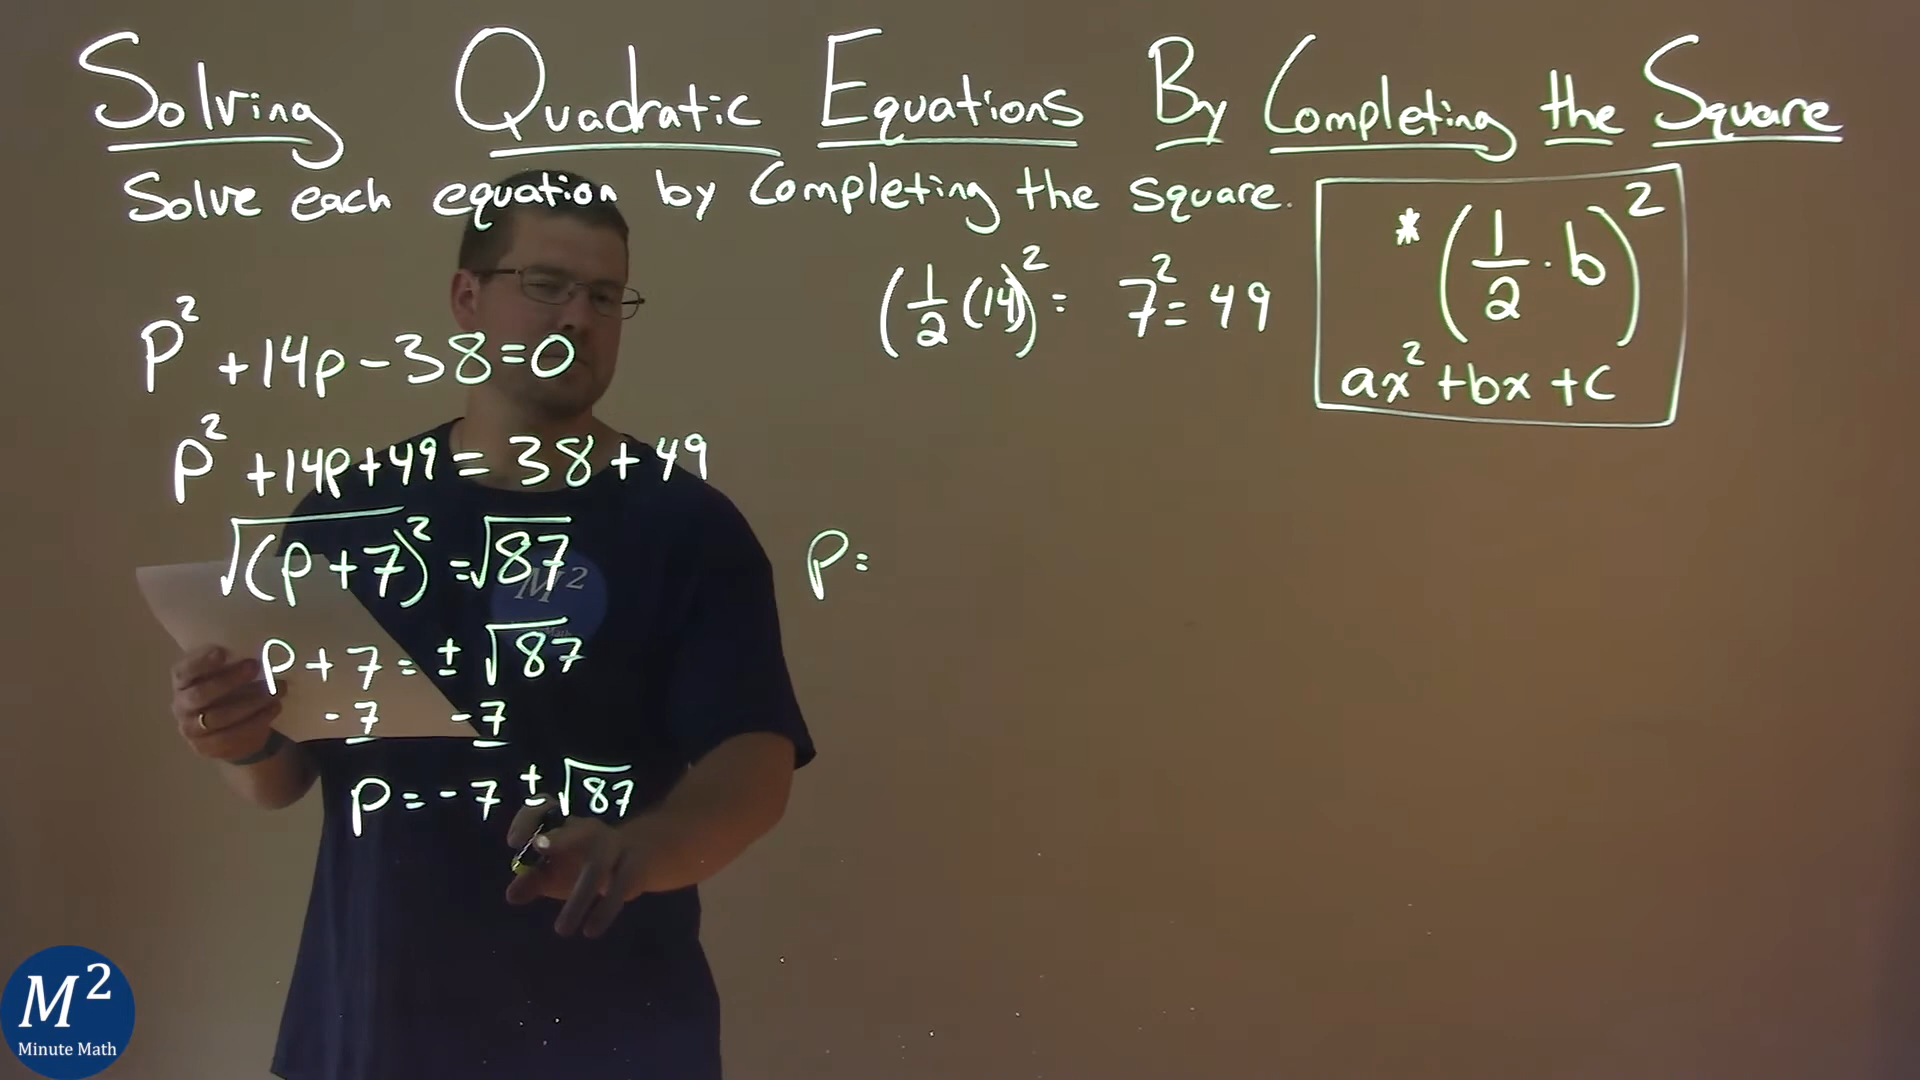 Solving Quadratic Equations By Completing the Square
Solve each equation by Completing the square.
* (1/2 · b)²
ax² + bx + c
(1/2 (14))² = 7² = 49
P² + 14p - 38 = 0
P² + 14p + 49 = 38 + 49
√(p + 7)² = √87
p + 7 = ± √87
- 7 - 7
p = - 7 ± √87
p =
M²
M²
Minute Math